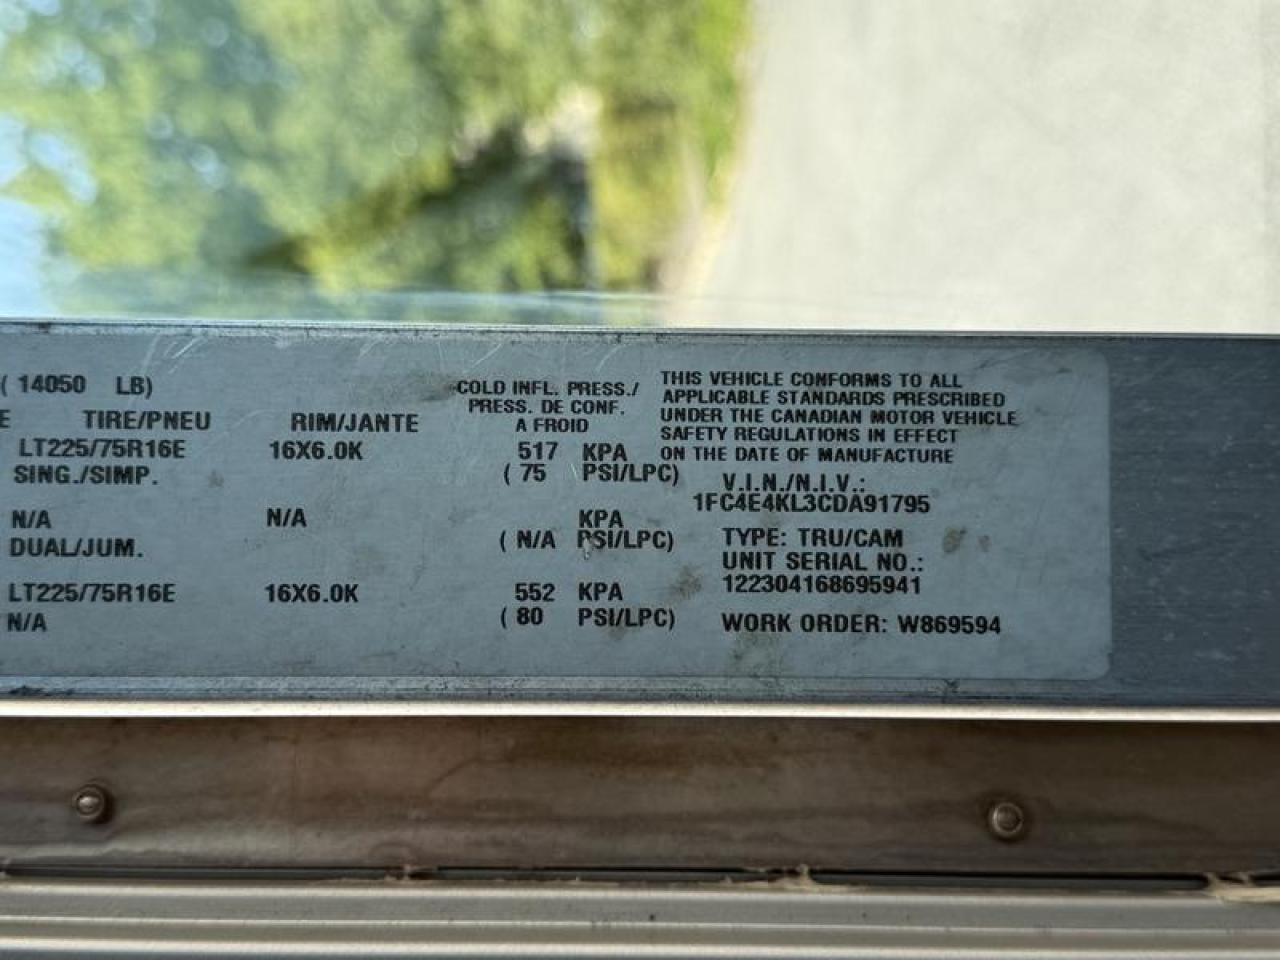 ( 14050 LB)
E TIRE/PNEU RIM/JANTE COLD INFL. PRESS./
PRESS. DE CONF.
A FROID
LT225/75R16E 16X6.0K 517 KPA
SING./SIMP. ( 75 PSI/LPC)
N/A N/A KPA
DUAL/JUM. ( N/A PSI/LPC)
LT225/75R16E 16X6.0K 552 KPA
N/A ( 80 PSI/LPC)
THIS VEHICLE CONFORMS TO ALL
APPLICABLE STANDARDS PRESCRIBED
UNDER THE CANADIAN MOTOR VEHICLE
SAFETY REGULATIONS IN EFFECT
ON THE DATE OF MANUFACTURE
V.I.N./N.I.V.:
1FC4E4KL3CDA91795
TYPE: TRU/CAM
UNIT SERIAL NO.:
122304168695941
WORK ORDER: W869594